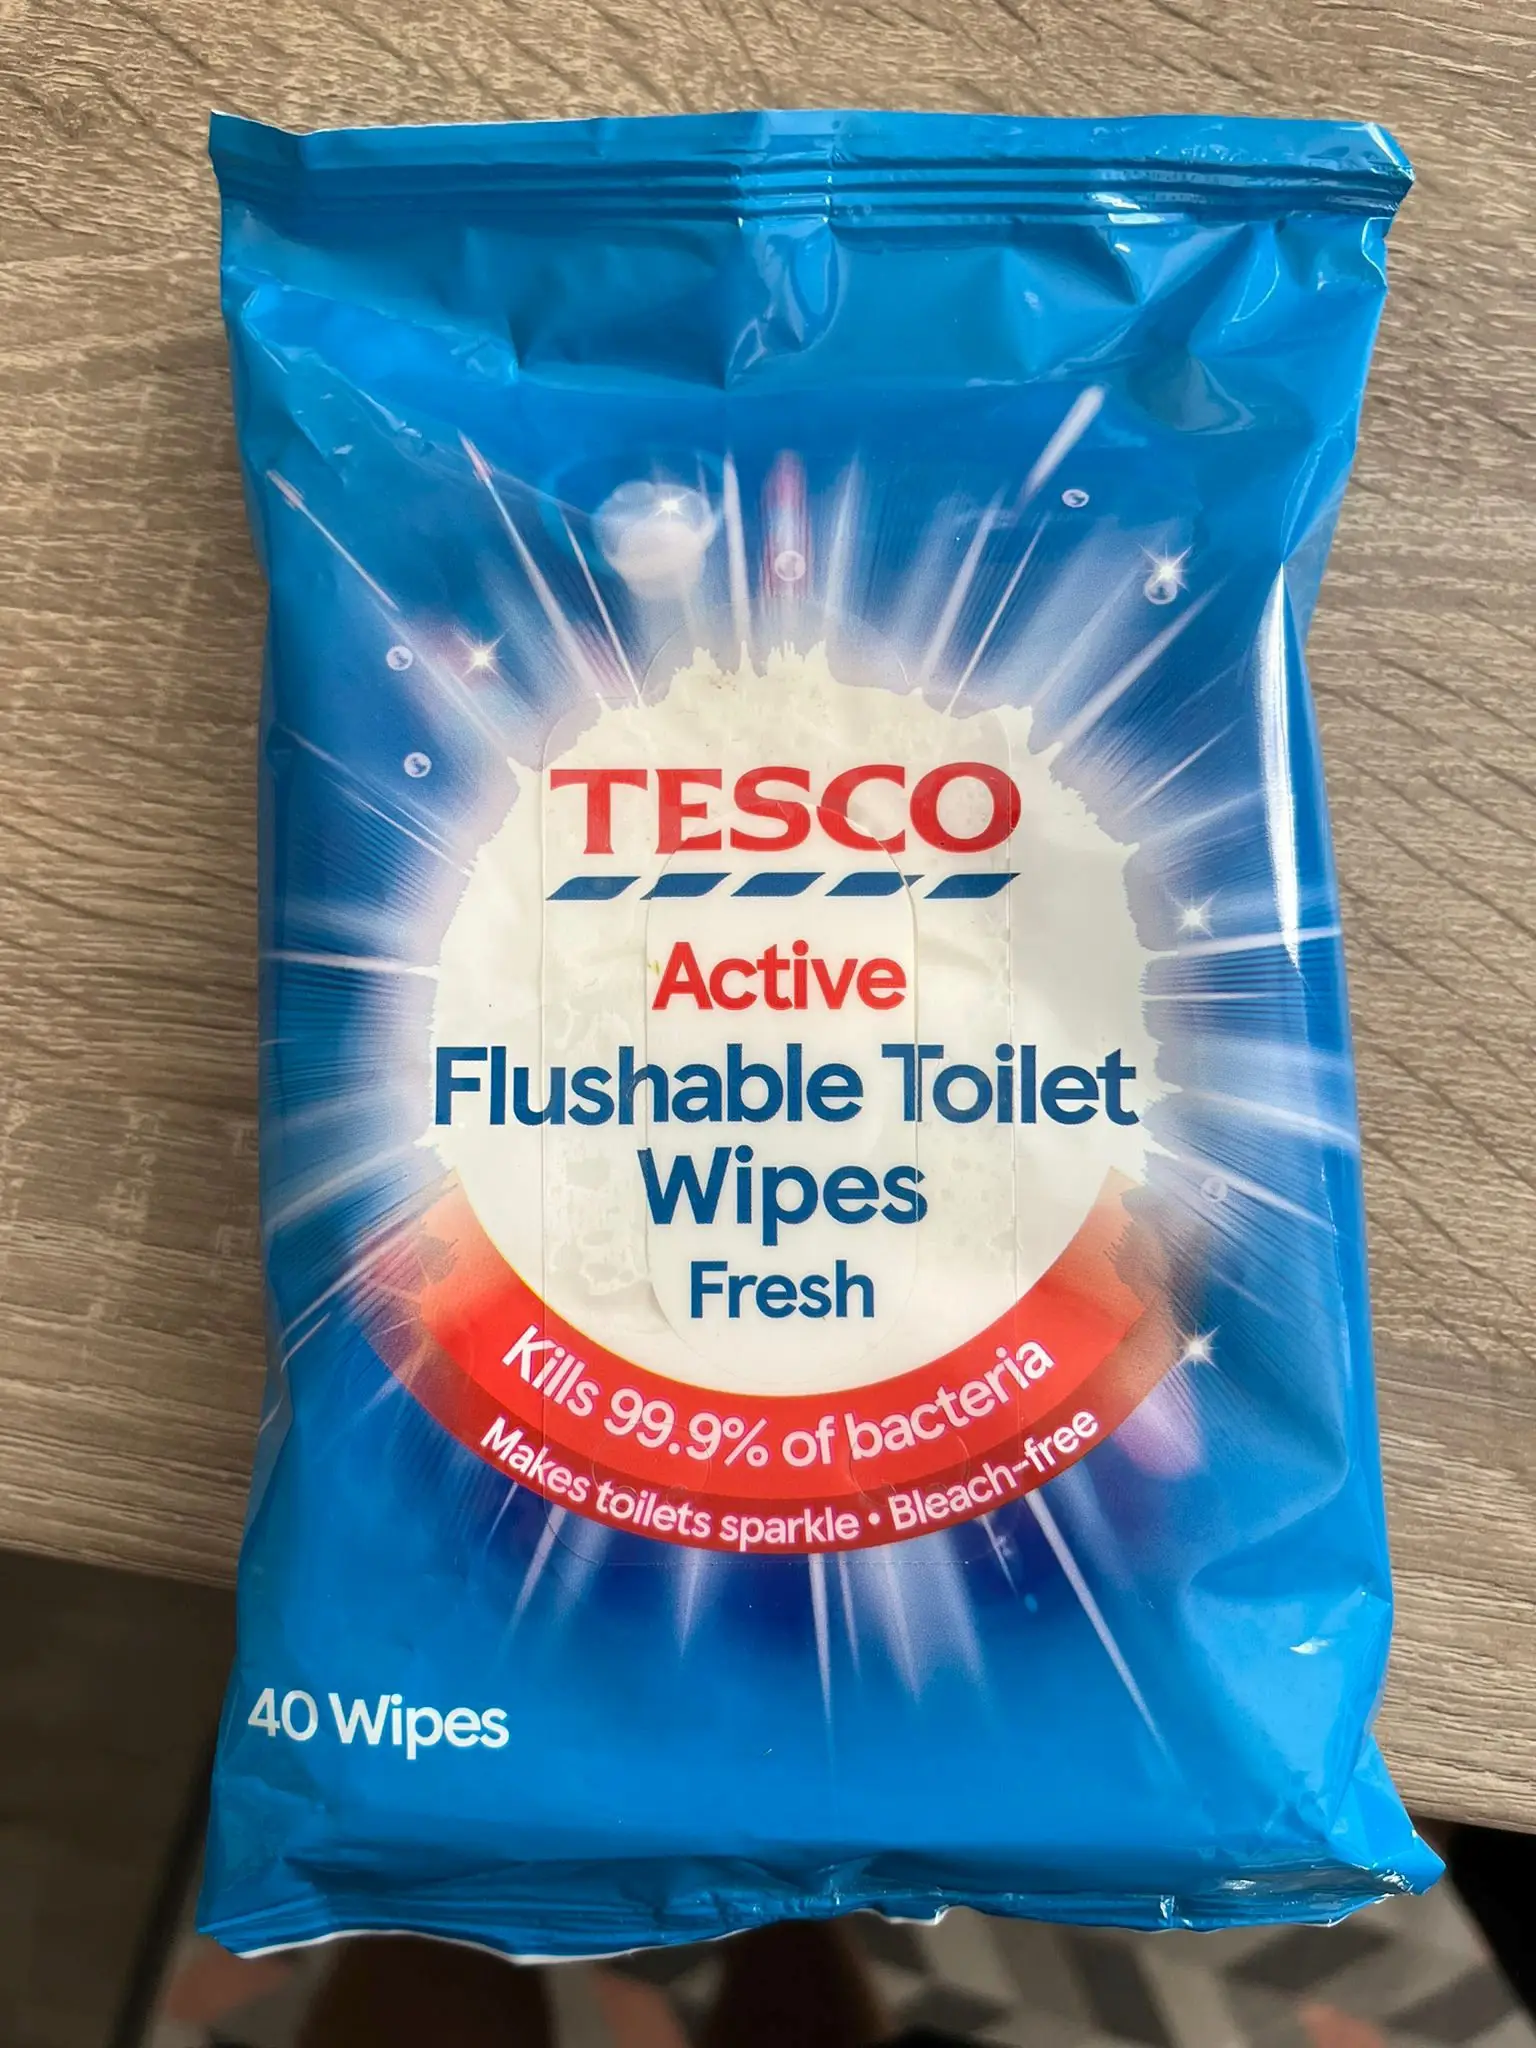 TESCO
Active
Flushable Toilet
Wipes
Fresh
Kills 99.9% of bacteria
Makes toilets sparkle • Bleach-free
40 Wipes